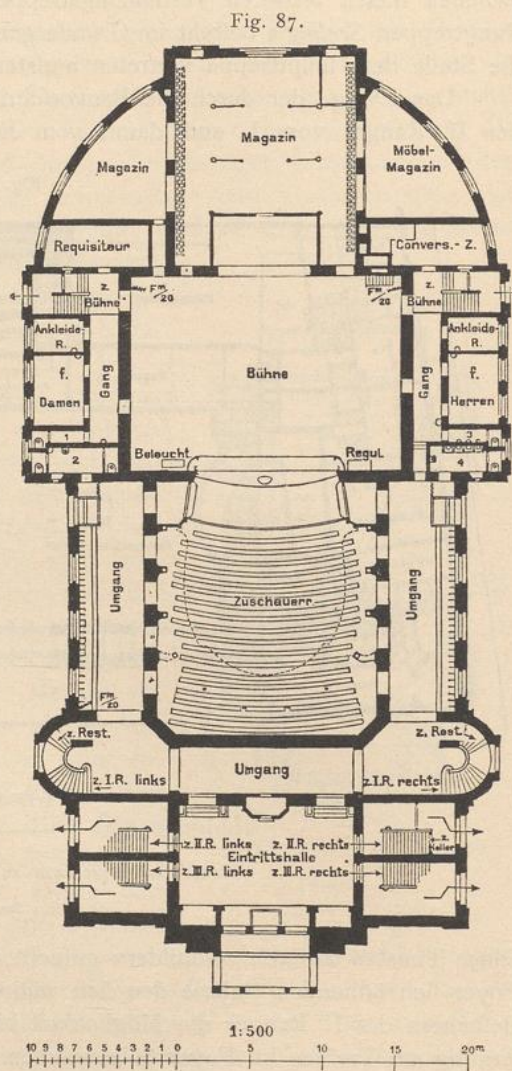 Fig. 87.
Magazin
Magazin
Möbel-
Magazin
Requisiteur
Convers.-Z.
z.
Bühne
Fm
20
Fm
20
z.
Bühne
Ankleide-
R.
f.
Damen
Gang
Bühne
Gang
Ankleide-
R.
f.
Herren
1
2
Beleucht.
Regul.
3
4
5
Umgang
Zuschauerr
Umgang
Fm
20
z. Rest.
z. Rest.
z. I.R. links
Umgang
z. I.R. rechts
z. II.R. links
z. II.R. rechts
z.
Keller
Eintrittshalle
z. III.R. links
z. III.R. rechts
1:500
10 9 8 7 6 5 4 3 2 1 0 5 10 15 20m